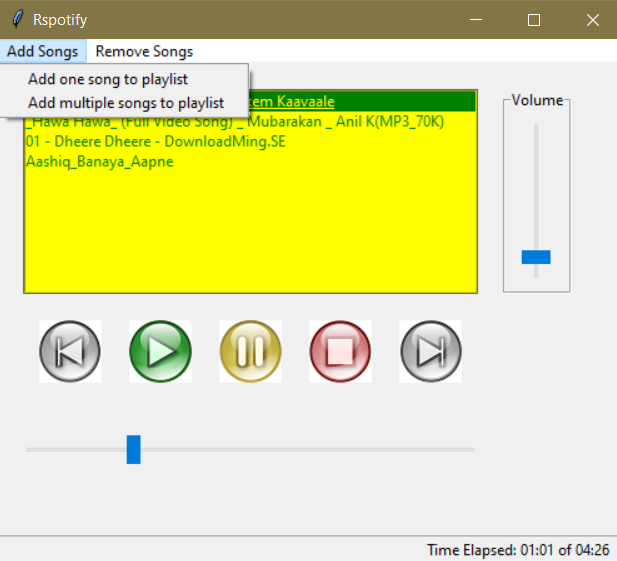 Rspotify
Add Songs Remove Songs
Add one song to playlist
Add multiple songs to playlist
Kaavaale
_Hawa Hawa_ (Full Video Song) _ Mubarakan _ Anil K(MP3_70K)
01 - Dheere Dheere - DownloadMing.SE
Aashiq_Banaya_Aapne
Volume
Time Elapsed: 01:01 of 04:26